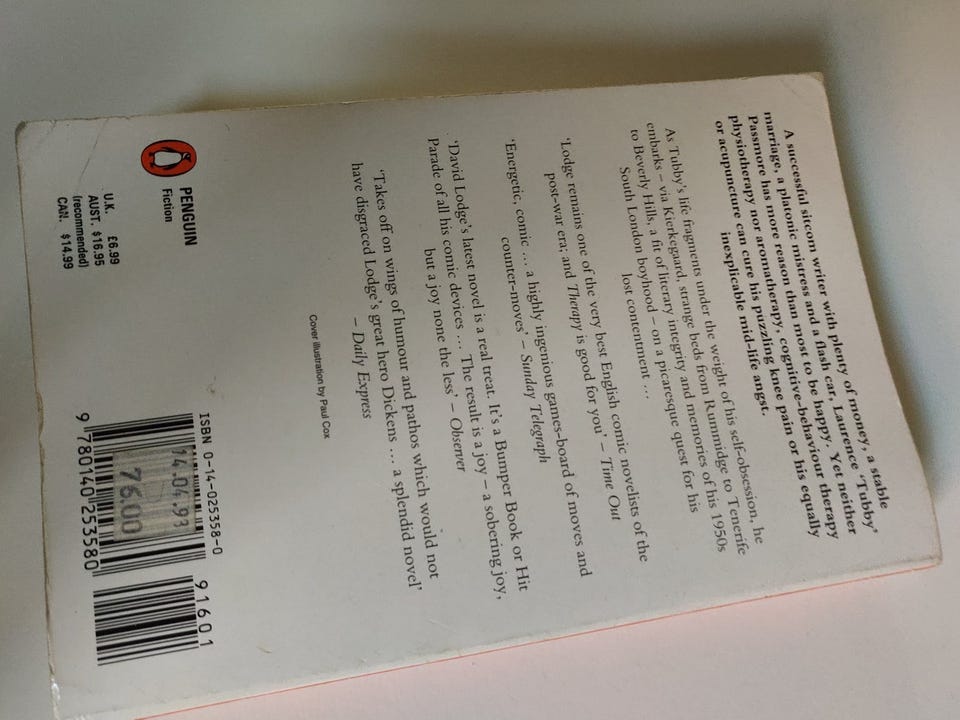 A successful sitcom writer with plenty of money, a stable
marriage, a platonic mistress and a flash car, Laurence ‘Tubby’
Passmore has more reason than most to be happy. Yet neither
physiotherapy nor aromatherapy, cognitive-behaviour therapy
or acupuncture can cure his puzzling knee pain or his equally
inexplicable mid-life angst.
As Tubby's life fragments under the weight of his self-obsession, he
embarks – via Kierkegaard, strange beds from Rummidge to Tenerife
to Beverly Hills, a fit of literary integrity and memories of his 1950s
South London boyhood – on a picaresque quest for his
lost contentment ...
‘Lodge remains one of the very best English comic novelists of the
post-war era; and Therapy is good for you’ – Time Out
‘Energetic, comic ... a highly ingenious games-board of moves and
counter-moves’ – Sunday Telegraph
‘David Lodge's latest novel is a real treat. It's a Bumper Book or Hit
Parade of all his comic devices ... The result is a joy – a sobering joy,
but a joy none the less’ – Observer
‘Takes off on wings of humour and pathos which would not
have disgraced Lodge's great hero Dickens ... a splendid novel’
– Daily Express
Cover illustration by Paul Cox
PENGUIN
Fiction
U.K. £6.99
AUST. $16.95
(recommended)
CAN. $14.99
ISBN 0-14-025358-0
91601
14.04.93
76.00
9 780140 253580